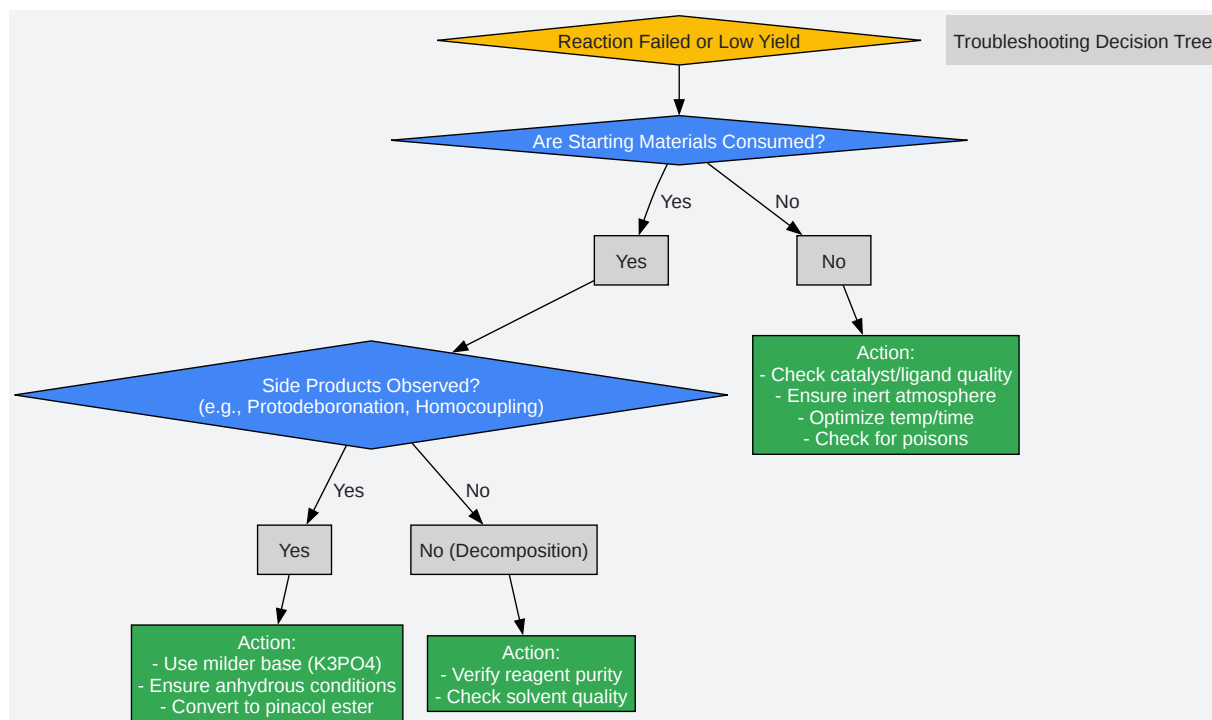 Reaction Failed or Low Yield
Troubleshooting Decision Tree
Are Starting Materials Consumed?
Yes
No
Yes
No
Action:
- Check catalyst/ligand quality
- Ensure inert atmosphere
- Optimize temp/time
- Check for poisons
Side Products Observed?
(e.g., Protodeboronation, Homocoupling)
Yes
No
Yes
No (Decomposition)
Action:
- Use milder base (K3PO4)
- Ensure anhydrous conditions
- Convert to pinacol ester
Action:
- Verify reagent purity
- Check solvent quality